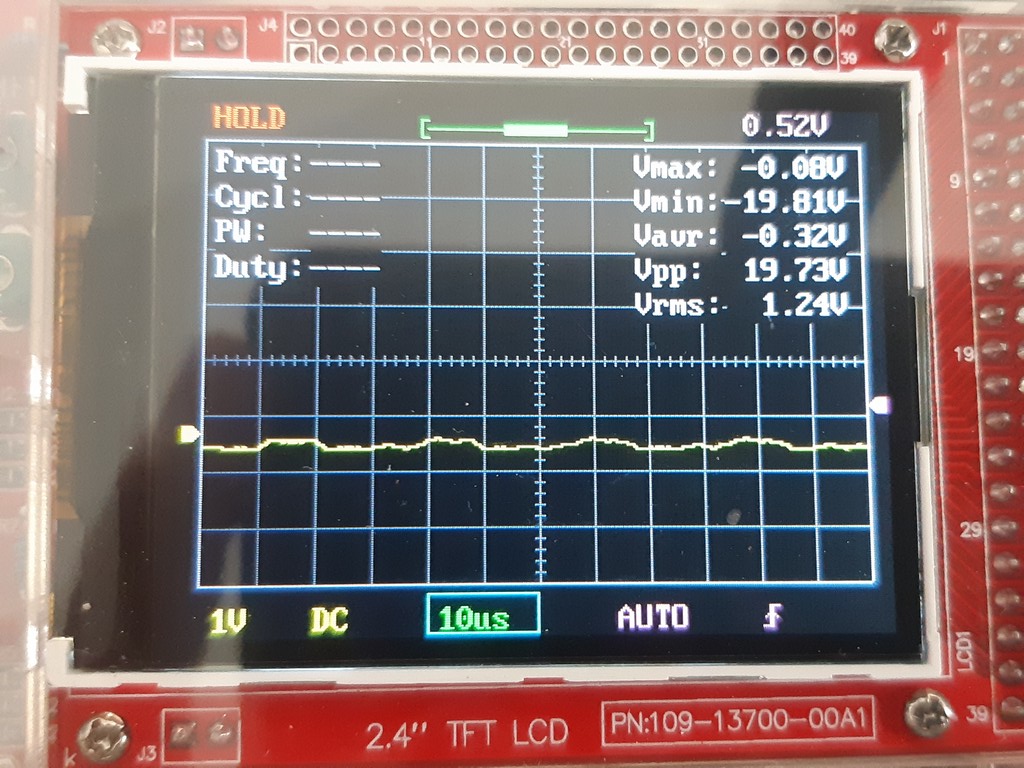 J2
J4
40
J1
11
21
31
39
1
HOLD
0.52V
Freq:----
Vmax: -0.08V
Cycl:----
Vmin:-19.81V
9
PW: ----
Vavr: -0.32V
Duty:----
Vpp: 19.73V
Vrms: 1.24V
19
29
1V
DC
10us
AUTO
LCD1
J3
k
2.4" TFT LCD
PN:109-13700-00A1
39